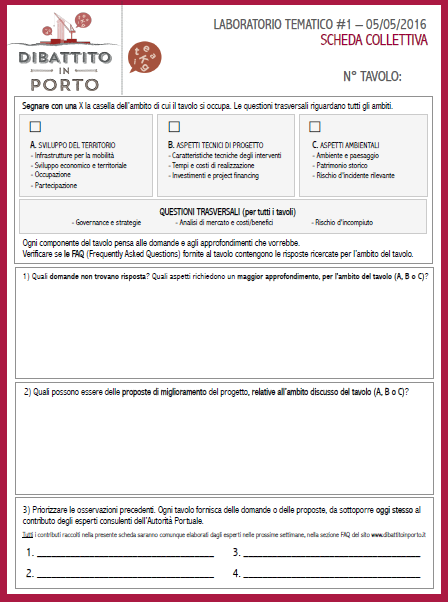 LABORATORIO TEMATICO #1 – 05/05/2016
SCHEDA COLLETTIVA
DIBATTITO
IN
PORTO
N° TAVOLO:
Segnare con una X la casella dell'ambito di cui il tavolo si occupa. Le questioni trasversali riguardano tutti gli ambiti.
A. SVILUPPO DEL TERRITORIO
- Infrastrutture per la mobilità
- Sviluppo economico e territoriale
- Occupazione
- Partecipazione
B. ASPETTI TECNICI DI PROGETTO
- Caratteristiche tecniche degli interventi
- Tempi e costi di realizzazione
- Investimenti e project financing
C. ASPETTI AMBIENTALI
- Ambiente e paesaggio
- Patrimonio storico
- Rischio d'incidente rilevante
QUESTIONI TRASVERSALI (per tutti i tavoli)
- Governance e strategie - Analisi di mercato e costi/benefici - Rischio d'incompiuto
Ogni componente del tavolo pensa alle domande e agli approfondimenti che vorrebbe.
Verificare se le FAQ (Frequently Asked Questions) fornite al tavolo contengono le risposte ricercate per l'ambito del tavolo.
1) Quali domande non trovano risposta? Quali aspetti richiedono un maggior approfondimento, per l'ambito del tavolo (A, B o C)?
2) Quali possono essere delle proposte di miglioramento del progetto, relative all'ambito discusso del tavolo (A, B o C)?
3) Priorizzare le osservazioni precedenti. Ogni tavolo fornisca delle domande o delle proposte, da sottoporre oggi stesso al
contributo degli esperti consulenti dell'Autorità Portuale.
Tutti i contributi raccolti nella presente scheda saranno comunque elaborati dagli esperti nelle prossime settimane, nella sezione FAQ del sito www.dibattitoinporto.it
1. 3.
2. 4.